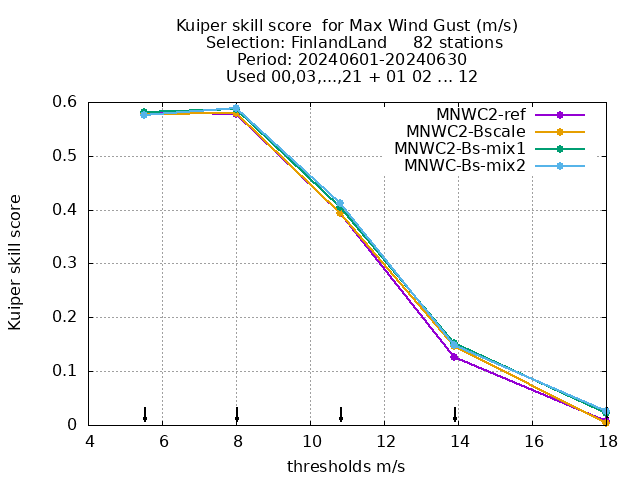 Kuiper skill score  for Max Wind Gust (m/s)
Selection: FinlandLand     82 stations
Period: 20240601-20240630
Used 00,03,...,21 + 01 02 ... 12
MNWC2-ref
MNWC2-Bscale
MNWC2-Bs-mix1
MNWC-Bs-mix2
Kuiper skill score
0.6
0.5
0.4
0.3
0.2
0.1
0
4 6 8 10 12 14 16 18
thresholds m/s